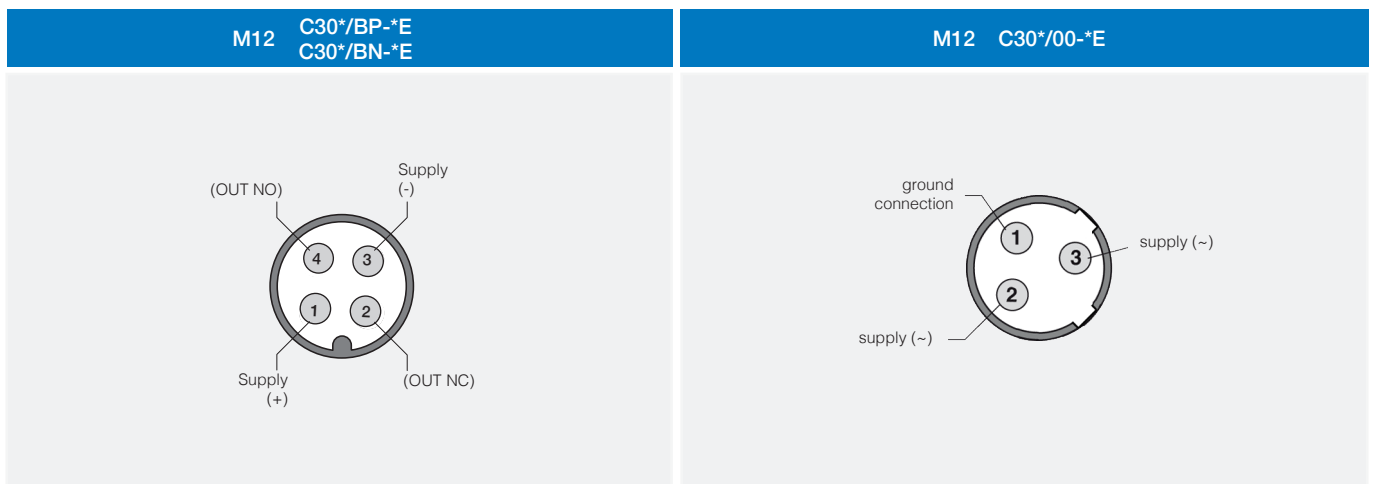 M12 C30*/BP-*E
C30*/BN-*E
M12 C30*/00-*E
(OUT NO)
Supply
(-)
4
3
1
2
Supply
(+)
(OUT NC)
ground
connection
1
3
supply (~)
2
supply (~)